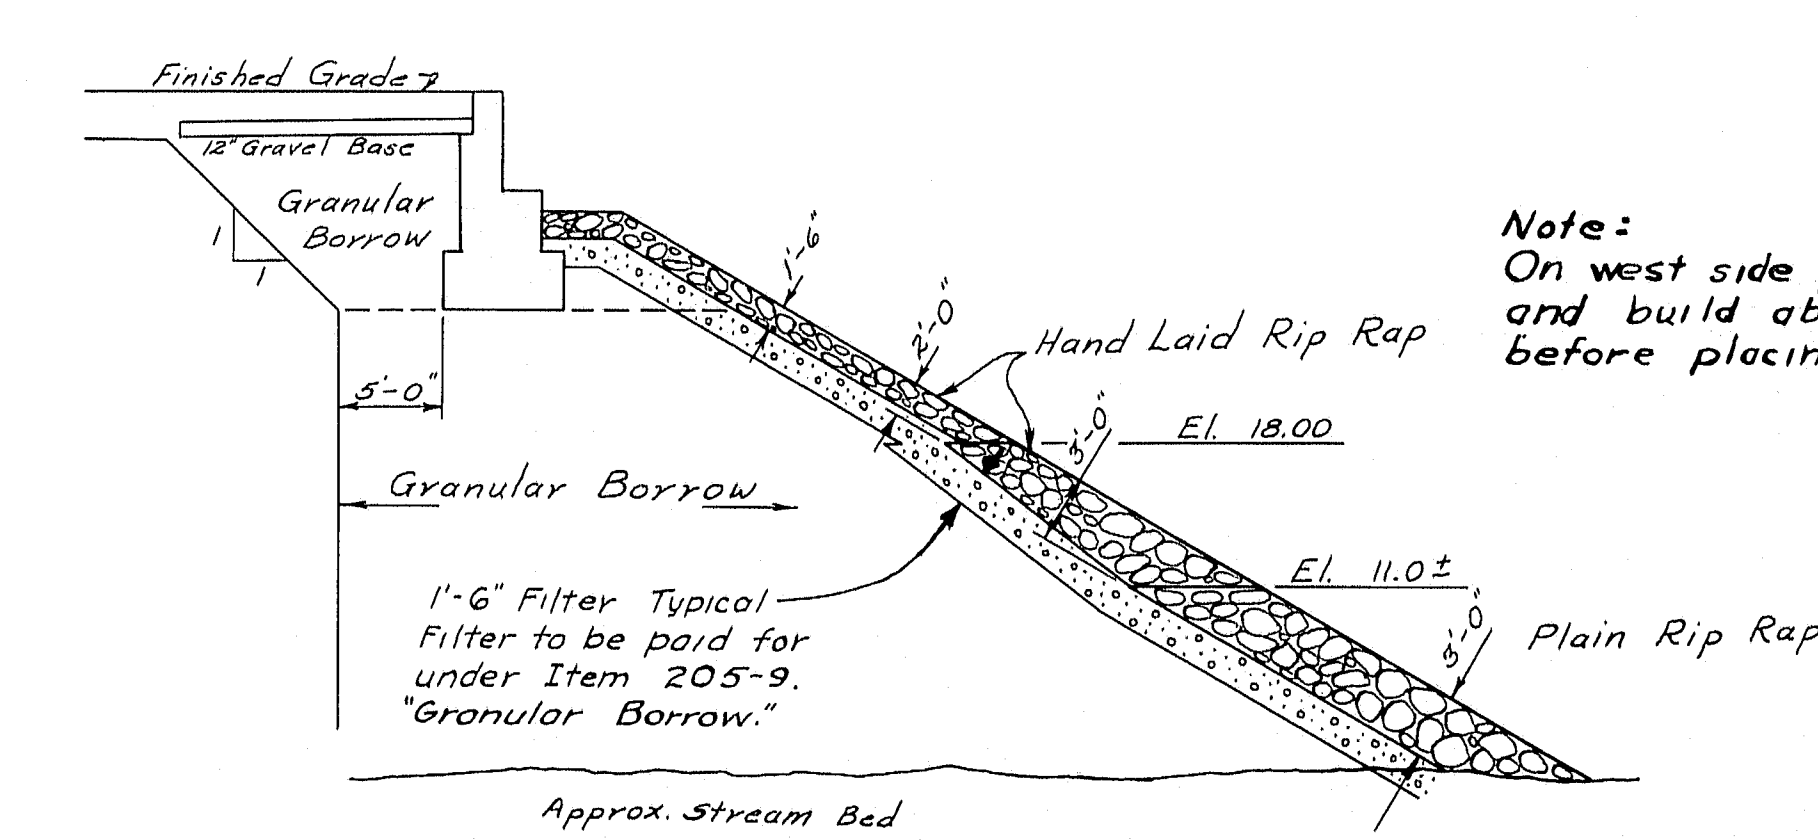 Finished Grade
12" Gravel Base
Granular
Borrow
1
1
1'-6"
2'-0"
Hand Laid Rip Rap
3'-0"
El. 18.00
5'-0"
Granular Borrow
El. 11.0±
3'-0"
Plain Rip Rap
1'-6" Filter Typical
Filter to be paid for
under Item 205-9.
"Granular Borrow."
Approx. Stream Bed
Note:
On west side
and build ab
before placin